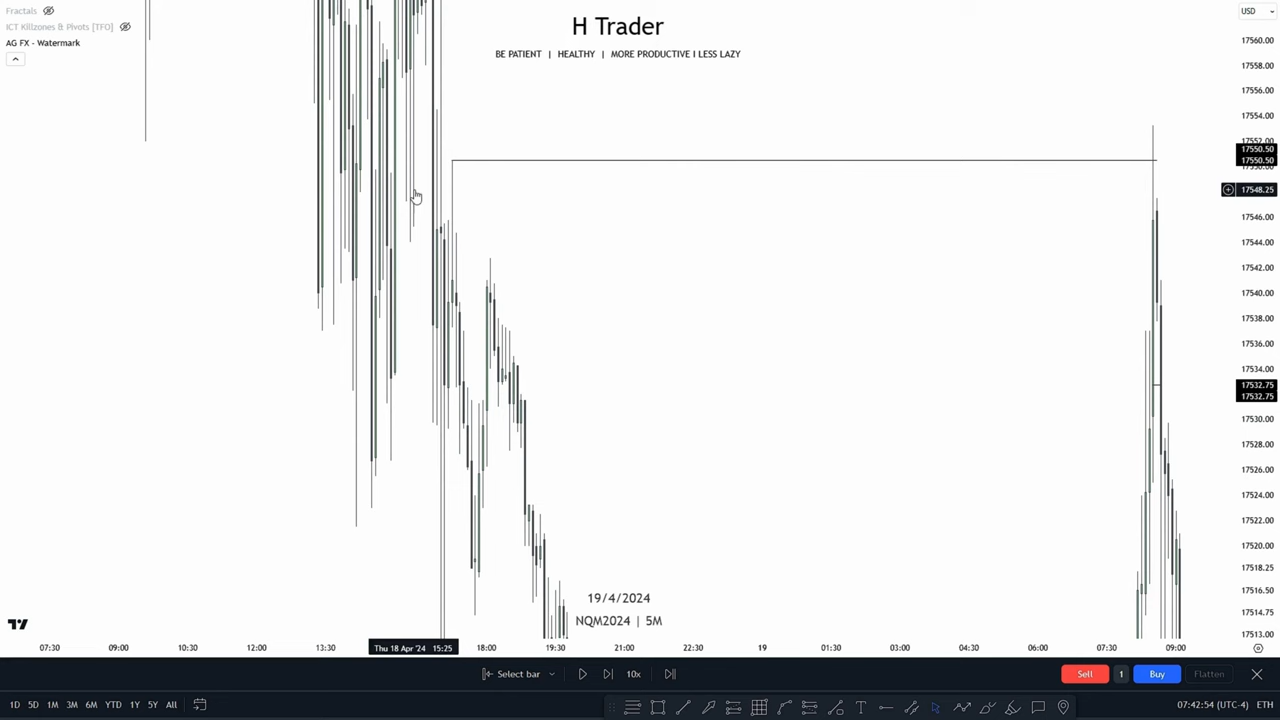 Fractals
ICT Killzones & Pivots [TFO]
AG FX - Watermark
H Trader
BE PATIENT | HEALTHY | MORE PRODUCTIVE I LESS LAZY
USD
17560.00
17558.00
17556.00
17554.00
17552.00
17550.50
17550.50
17548.25
17546.00
17544.00
17542.00
17540.00
17538.00
17536.00
17534.00
17532.75
17532.75
17530.00
17528.00
17526.00
17524.00
17522.00
17520.00
17518.25
17516.50
17514.75
17513.00
19/4/2024
NQM2024 | 5M
07:30 09:00 10:30 12:00 13:30 Thu 18 Apr '24 15:25 18:00 19:30 21:00 22:30 19 01:30 03:00 04:30 06:00 07:30 09:00
Select bar 10x Sell 1 Buy Flatten
1D 5D 1M 3M 6M YTD 1Y 5Y All 07:42:54 (UTC-4) ETH